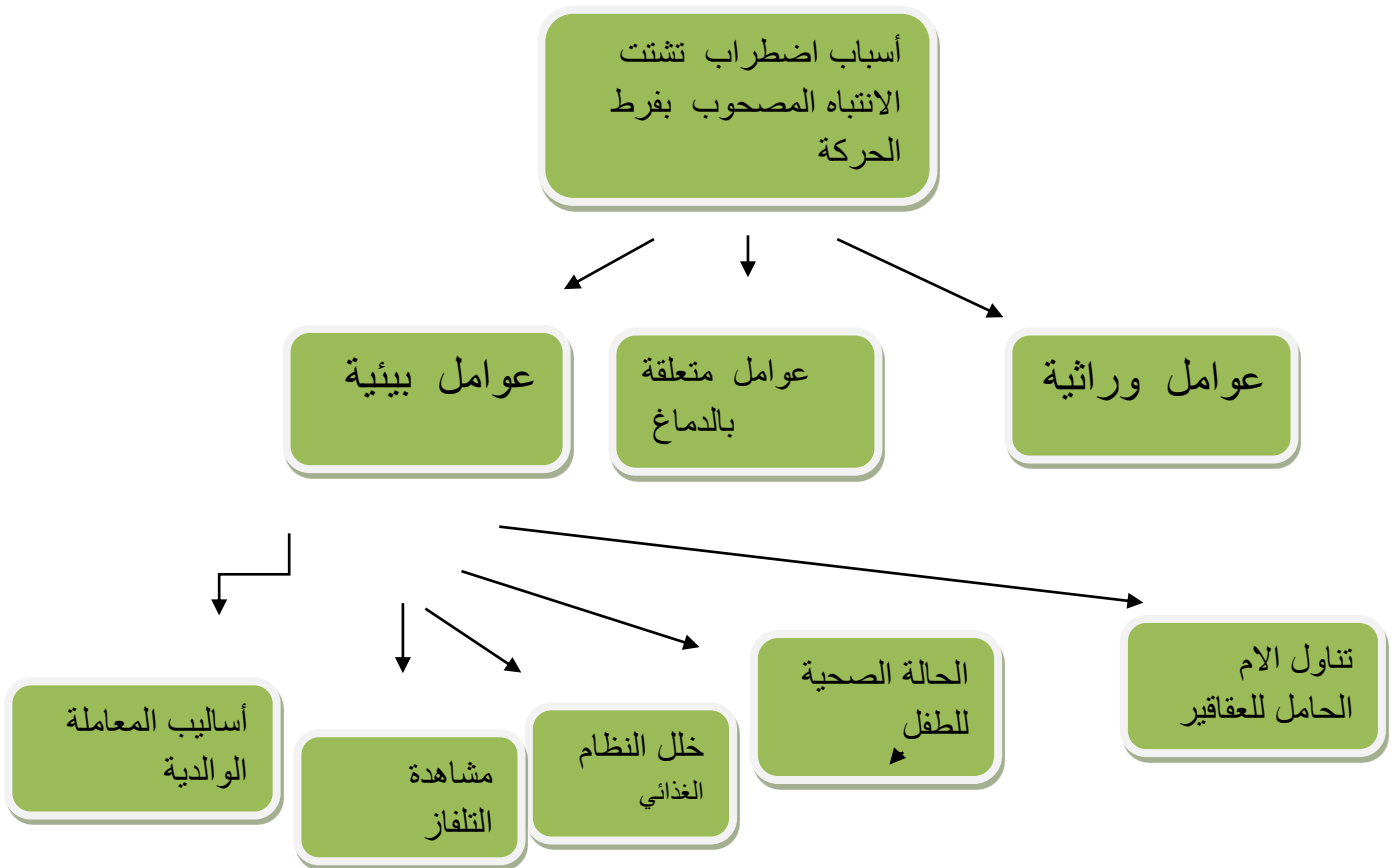 أسباب اضطراب تشتت
الانتباه المصحوب بفرط
الحركة
عوامل وراثية
عوامل متعلقة
بالدماغ
عوامل بيئية
تناول الام
الحامل للعقاقير
الحالة الصحية
للطفل
خلل النظام
الغذائي
مشاهدة
التلفاز
أساليب المعاملة
الوالدية